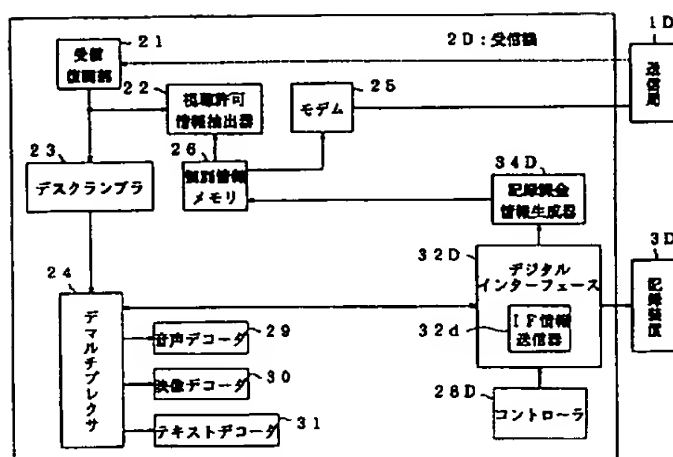 21
受信
復調部
2D:受信機
1D
送信局
22
視聴許可
情報抽出器
25
モデム
23
デスクランブラ
26
個別情報
メモリ
34D
記録課金
情報生成器
24
デマルチプレクサ
32D
デジタル
インターフェース
3D
記録装置
29
音声デコーダ
32d
IF情報
送信器
30
映像デコーダ
28D
コントローラ
31
テキストデコーダ